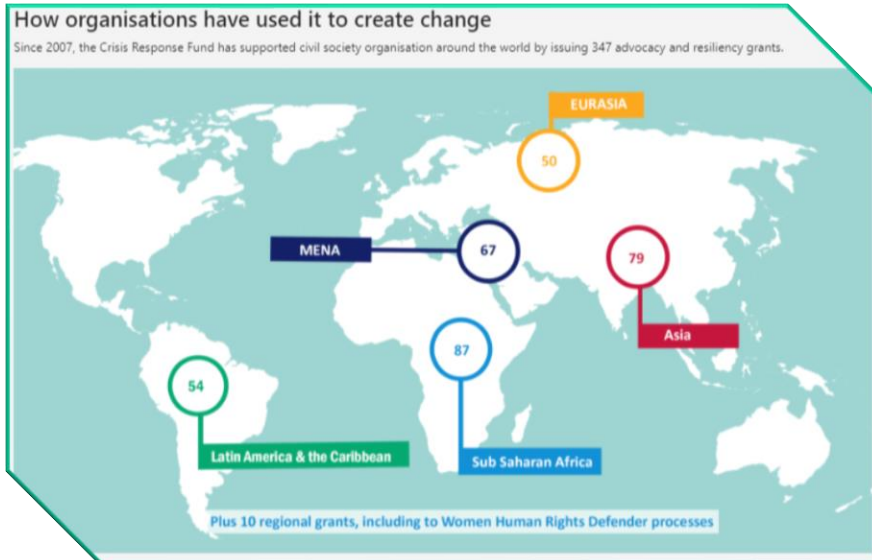 How organisations have used it to create change
Since 2007, the Crisis Response Fund has supported civil society organisation around the world by issuing 347 advocacy and resiliency grants.
EURASIA
50
MENA
67
79
Asia
87
54
Latin America & the Caribbean
Sub Saharan Africa
Plus 10 regional grants, including to Women Human Rights Defender processes